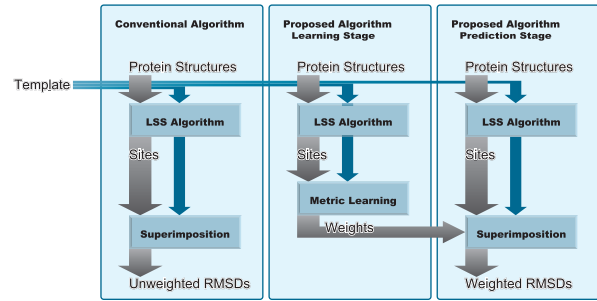 Conventional Algorithm
Protein Structures
Template
LSS Algorithm
Sites
Superimposition
Unweighted RMSDs
Proposed Algorithm
Learning Stage
Protein Structures
LSS Algorithm
Sites
Metric Learning
Weights
Proposed Algorithm
Prediction Stage
Protein Structures
LSS Algorithm
Sites
Superimposition
Weighted RMSDs